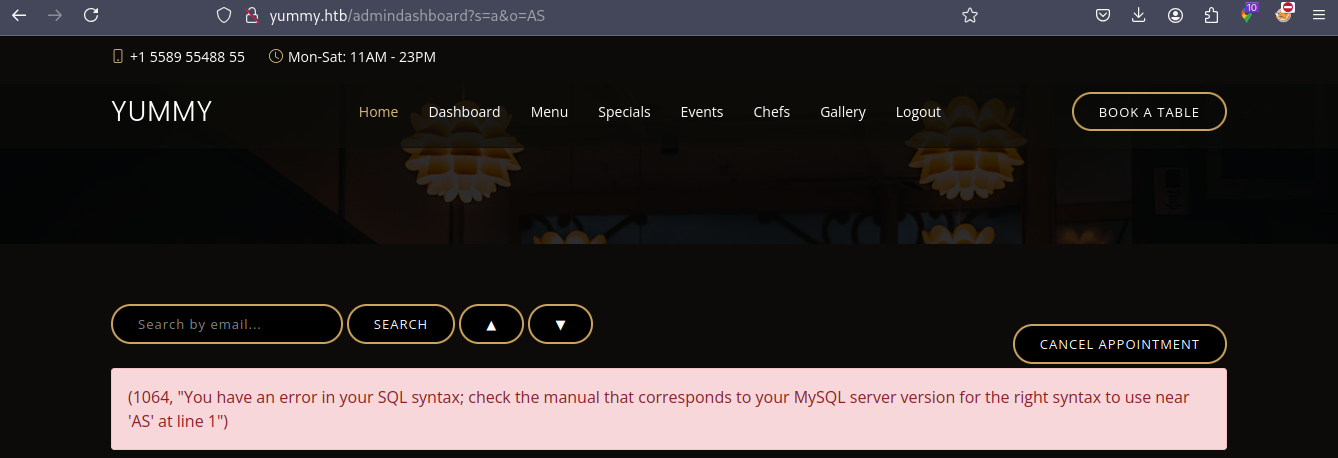 yummy.htb/admindashboard?s=a&o=AS
10
+1 5589 55488 55 Mon-Sat: 11AM - 23PM
YUMMY Home Dashboard Menu Specials Events Chefs Gallery Logout BOOK A TABLE
Search by email... SEARCH ▲ ▼
CANCEL APPOINTMENT
(1064, "You have an error in your SQL syntax; check the manual that corresponds to your MySQL server version for the right syntax to use near
'AS' at line 1")